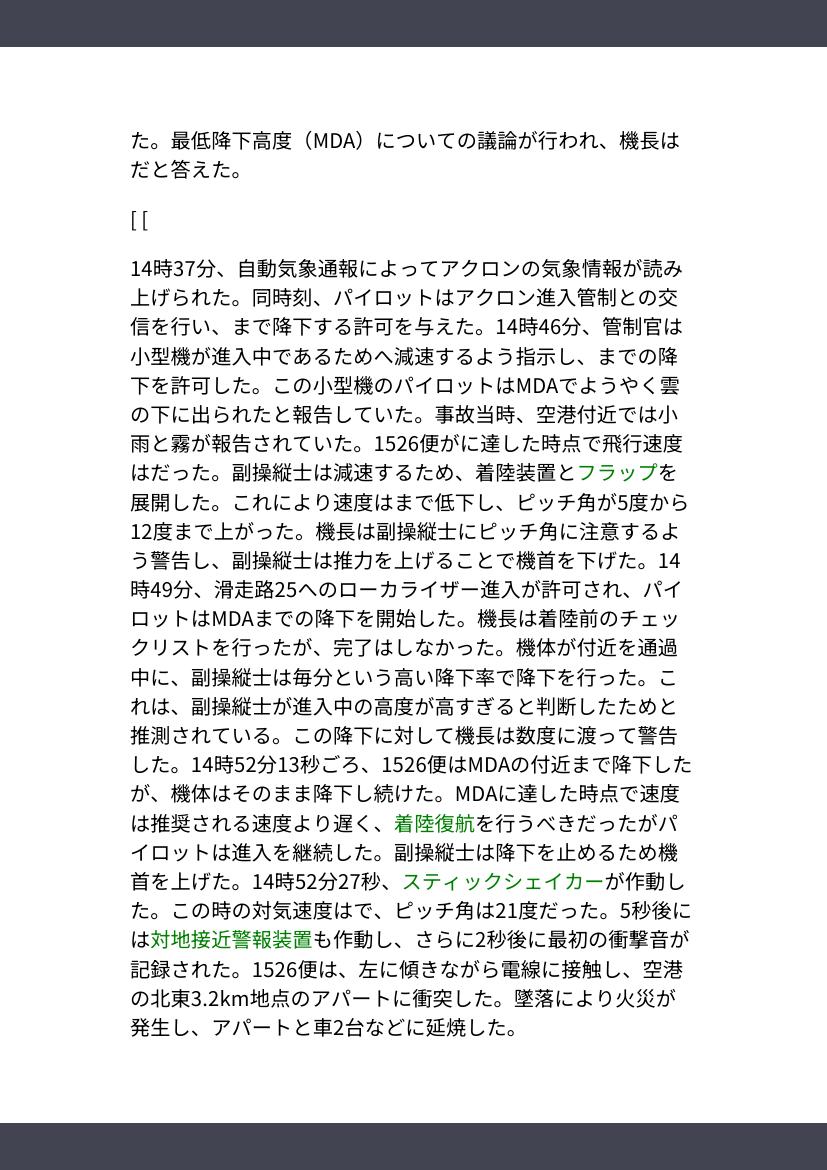 た。最低降下高度（MDA）についての議論が行われ、機長は
だと答えた。
[ [
14時37分、自動気象通報によってアクロンの気象情報が読み
上げられた。同時刻、パイロットはアクロン進入管制との交
信を行い、まで降下する許可を与えた。14時46分、管制官は
小型機が進入中であるためへ減速するよう指示し、までの降
下を許可した。この小型機のパイロットはMDAでようやく雲
の下に出られたと報告していた。事故当時、空港付近では小
雨と霧が報告されていた。1526便がに達した時点で飛行速度
はだった。副操縦士は減速するため、着陸装置とフラップを
展開した。これにより速度はまで低下し、ピッチ角が5度から
12度まで上がった。機長は副操縦士にピッチ角に注意するよ
う警告し、副操縦士は推力を上げることで機首を下げた。14
時49分、滑走路25へのローカライザー進入が許可され、パイ
ロットはMDAまでの降下を開始した。機長は着陸前のチェッ
クリストを行ったが、完了はしなかった。機体が付近を通過
中に、副操縦士は毎分という高い降下率で降下を行った。こ
れは、副操縦士が進入中の高度が高すぎると判断したためと
推測されている。この降下に対して機長は数度に渡って警告
した。14時52分13秒ごろ、1526便はMDAの付近まで降下した
が、機体はそのまま降下し続けた。MDAに達した時点で速度
は推奨される速度より遅く、着陸復航を行うべきだったがパ
イロットは進入を継続した。副操縦士は降下を止めるため機
首を上げた。14時52分27秒、スティックシェイカーが作動し
た。この時の対気速度はで、ピッチ角は21度だった。5秒後に
は対地接近警報装置も作動し、さらに2秒後に最初の衝撃音が
記録された。1526便は、左に傾きながら電線に接触し、空港
の北東3.2km地点のアパートに衝突した。墜落により火災が
発生し、アパートと車2台などに延焼した。